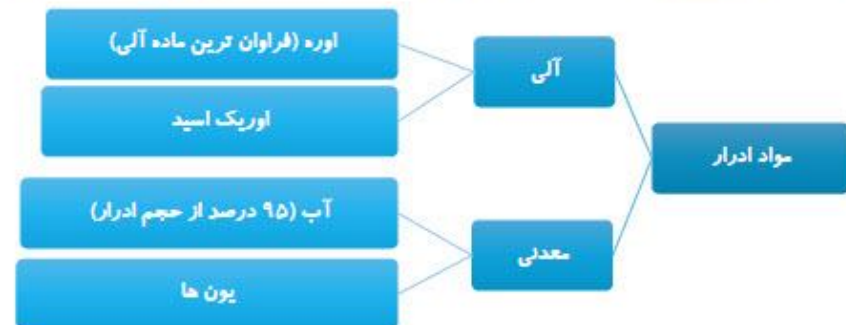 مواد ادرار
آلی
اوره (فراوان ترین ماده آلی)
اوریک اسید
معدنی
آب (۹۵ درصد از حجم ادرار)
یون ها